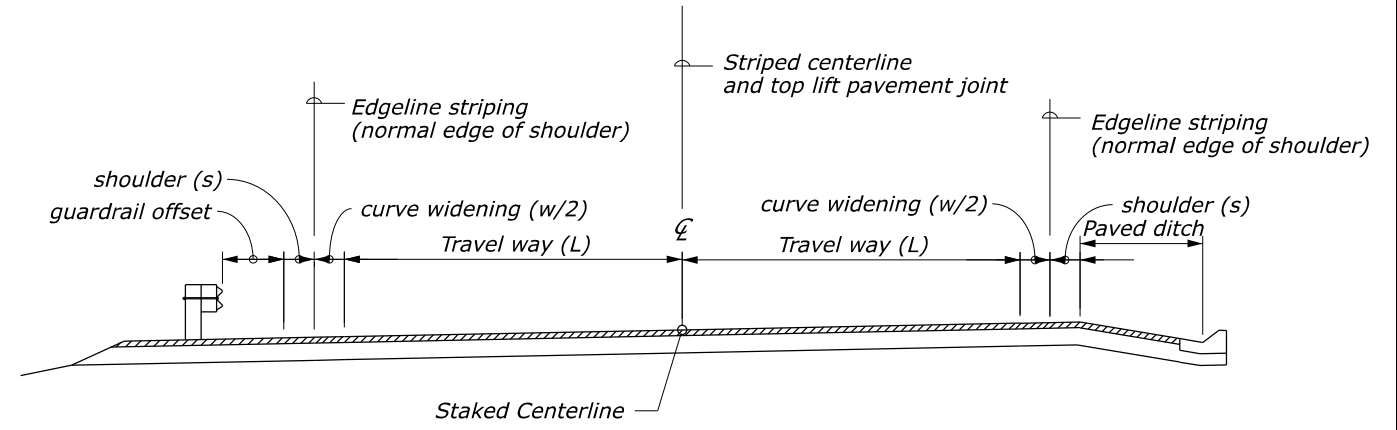 Striped centerline
and top lift pavement joint
Edgeline striping
(normal edge of shoulder)
Edgeline striping
(normal edge of shoulder)
shoulder (s)
guardrail offset
curve widening (w/2)
Travel way (L)
℄
curve widening (w/2)
Travel way (L)
shoulder (s)
Paved ditch
Staked Centerline